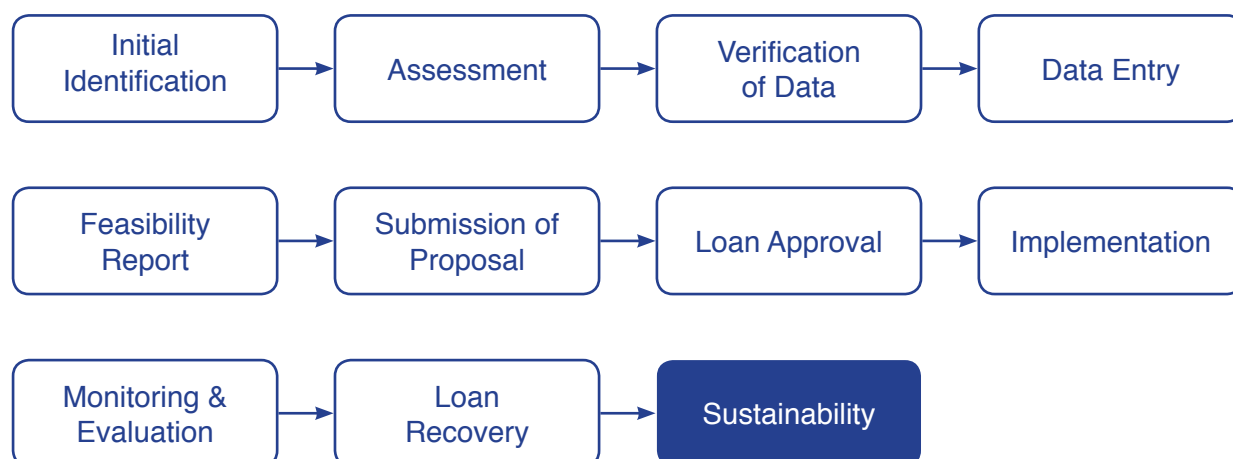 Initial
Identification
Assessment
Verification
of Data
Data Entry
Feasibility
Report
Submission of
Proposal
Loan Approval
Implementation
Monitoring &
Evaluation
Loan
Recovery
Sustainability